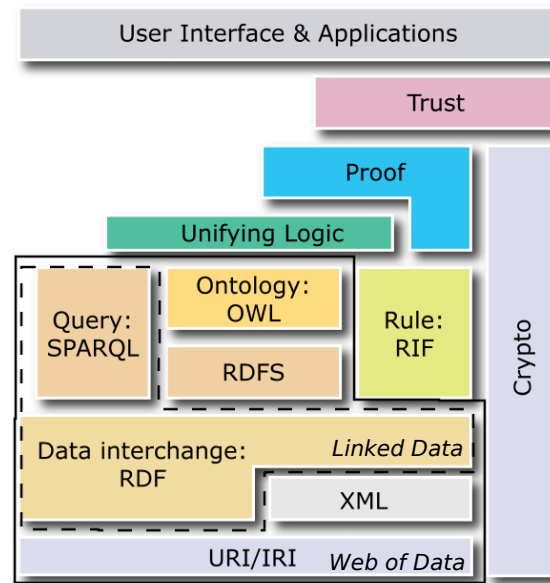 User Interface & Applications
Trust
Proof
Unifying Logic
Ontology:
OWL
Query:
SPARQL
Rule:
RIF
RDFS
Crypto
Data interchange:
RDF
Linked Data
XML
URI/IRI
Web of Data